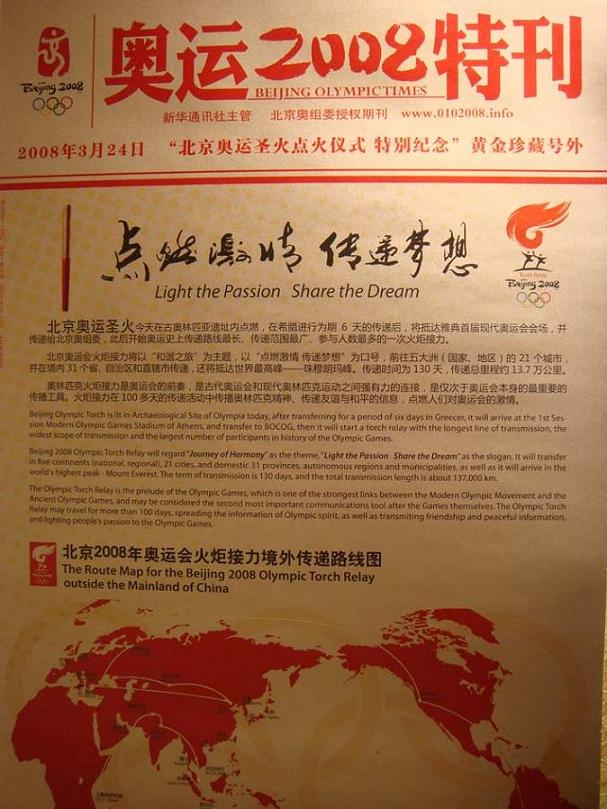 Beijing 2008
奥运2008特刊
BEIJING OLYMPIC TIMES
新华通讯社主管 北京奥组委授权期刊 www.0102008.info
2008年3月24日 “北京奥运圣火点火仪式 特别纪念”黄金珍藏号外
点燃激情 传递梦想
Light the Passion Share the Dream
Torch Relay
Beijing 2008
北京奥运圣火今天在古奥林匹亚遗址内点燃，在希腊进行为期 6 天的传递后，将抵达雅典首届现代奥运会会场，并
传递给北京奥组委，此后开始奥运史上传递路线最长、传递范围最广、参与人数最多的一次火炬接力。
北京奥运会火炬接力将以“和谐之旅”为主题，以“点燃激情 传递梦想”为口号，前往五大洲（国家、地区）的 21 个城市，
并在境内 31 个省、自治区和直辖市传递，还将抵达世界最高峰——珠穆朗玛峰。传递时间为 130 天，传递总里程约 13.7 万公里。
奥林匹克火炬接力是奥运会的前奏，是古代奥运会和现代奥林匹克运动之间强有力的连接，是仅次于奥运会本身的最重要的
传播工具。火炬接力在 100 多天的传递活动中传播奥林匹克精神、传递友谊与和平的信息，点燃人们对奥运会的激情。
Beijing Olympic Torch is lit in Archaeological Site of Olympia today, after transferring for a period of six days in Greecer, it will arrive at the 1st Ses-
sion Modern Olympic Games Stadium of Athens, and transfer to BOCOG, then it will start a torch relay with the longest line of transmission, the
widest scope of transmission and the largest number of participants in history of the Olympic Games.
Beijing 2008 Olympic Torch Relay will regard "Journey of Harmony" as the theme, "Light the Passion Share the Dream" as the slogan. It will transfer
in five continents (national, regional), 21 cities, and domestic 31 provinces, autonomous regions and municipalities, as well as it will arrive in the
world's highest peak - Mount Everest. The term of transmission is 130 days, and the total transmission length is about 137,000 km.
The Olympic Torch Relay is the prelude of the Olympic Games, which is one of the strongest links between the Modern Olympic Movement and the
Ancient Olympic Games, and may be considered the second most important communications tool after the Games themselves. The Olympic Torch
Relay may travel for more than 100 days, spreading the information of Olympic spirit, as well as transmiting friendship and peaceful information,
and lighting people's passion to the Olympic Games.
北京2008年奥运会火炬接力境外传递路线图
The Route Map for the Beijing 2008 Olympic Torch Relay
outside the Mainland of China